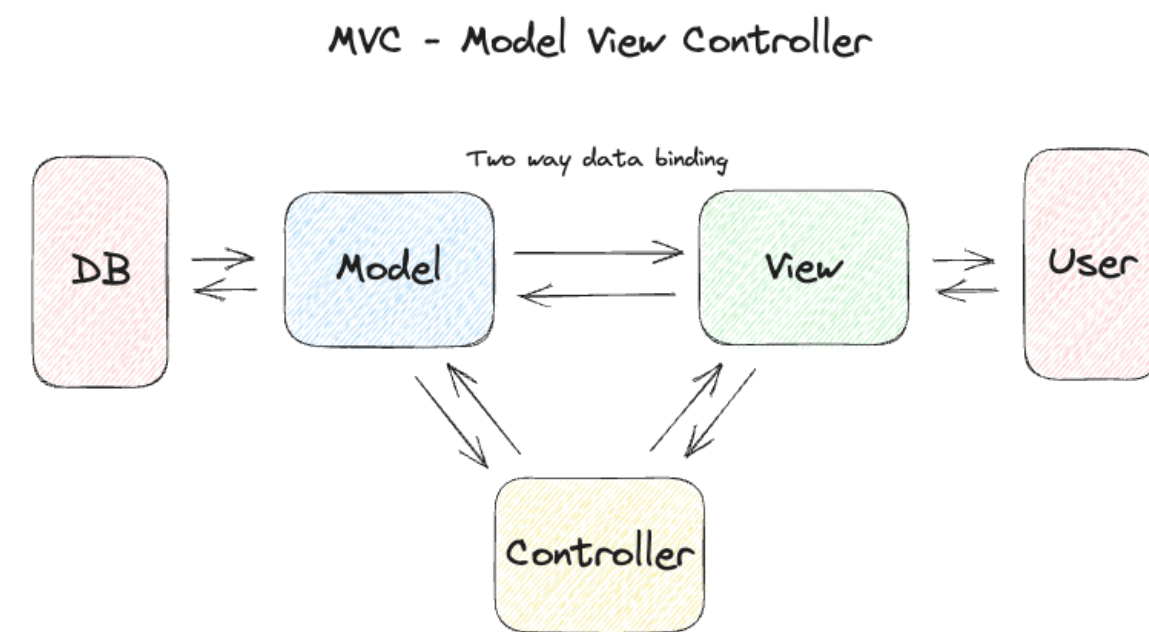 MVC - Model View Controller
Two way data binding
DB
Model
View
User
Controller